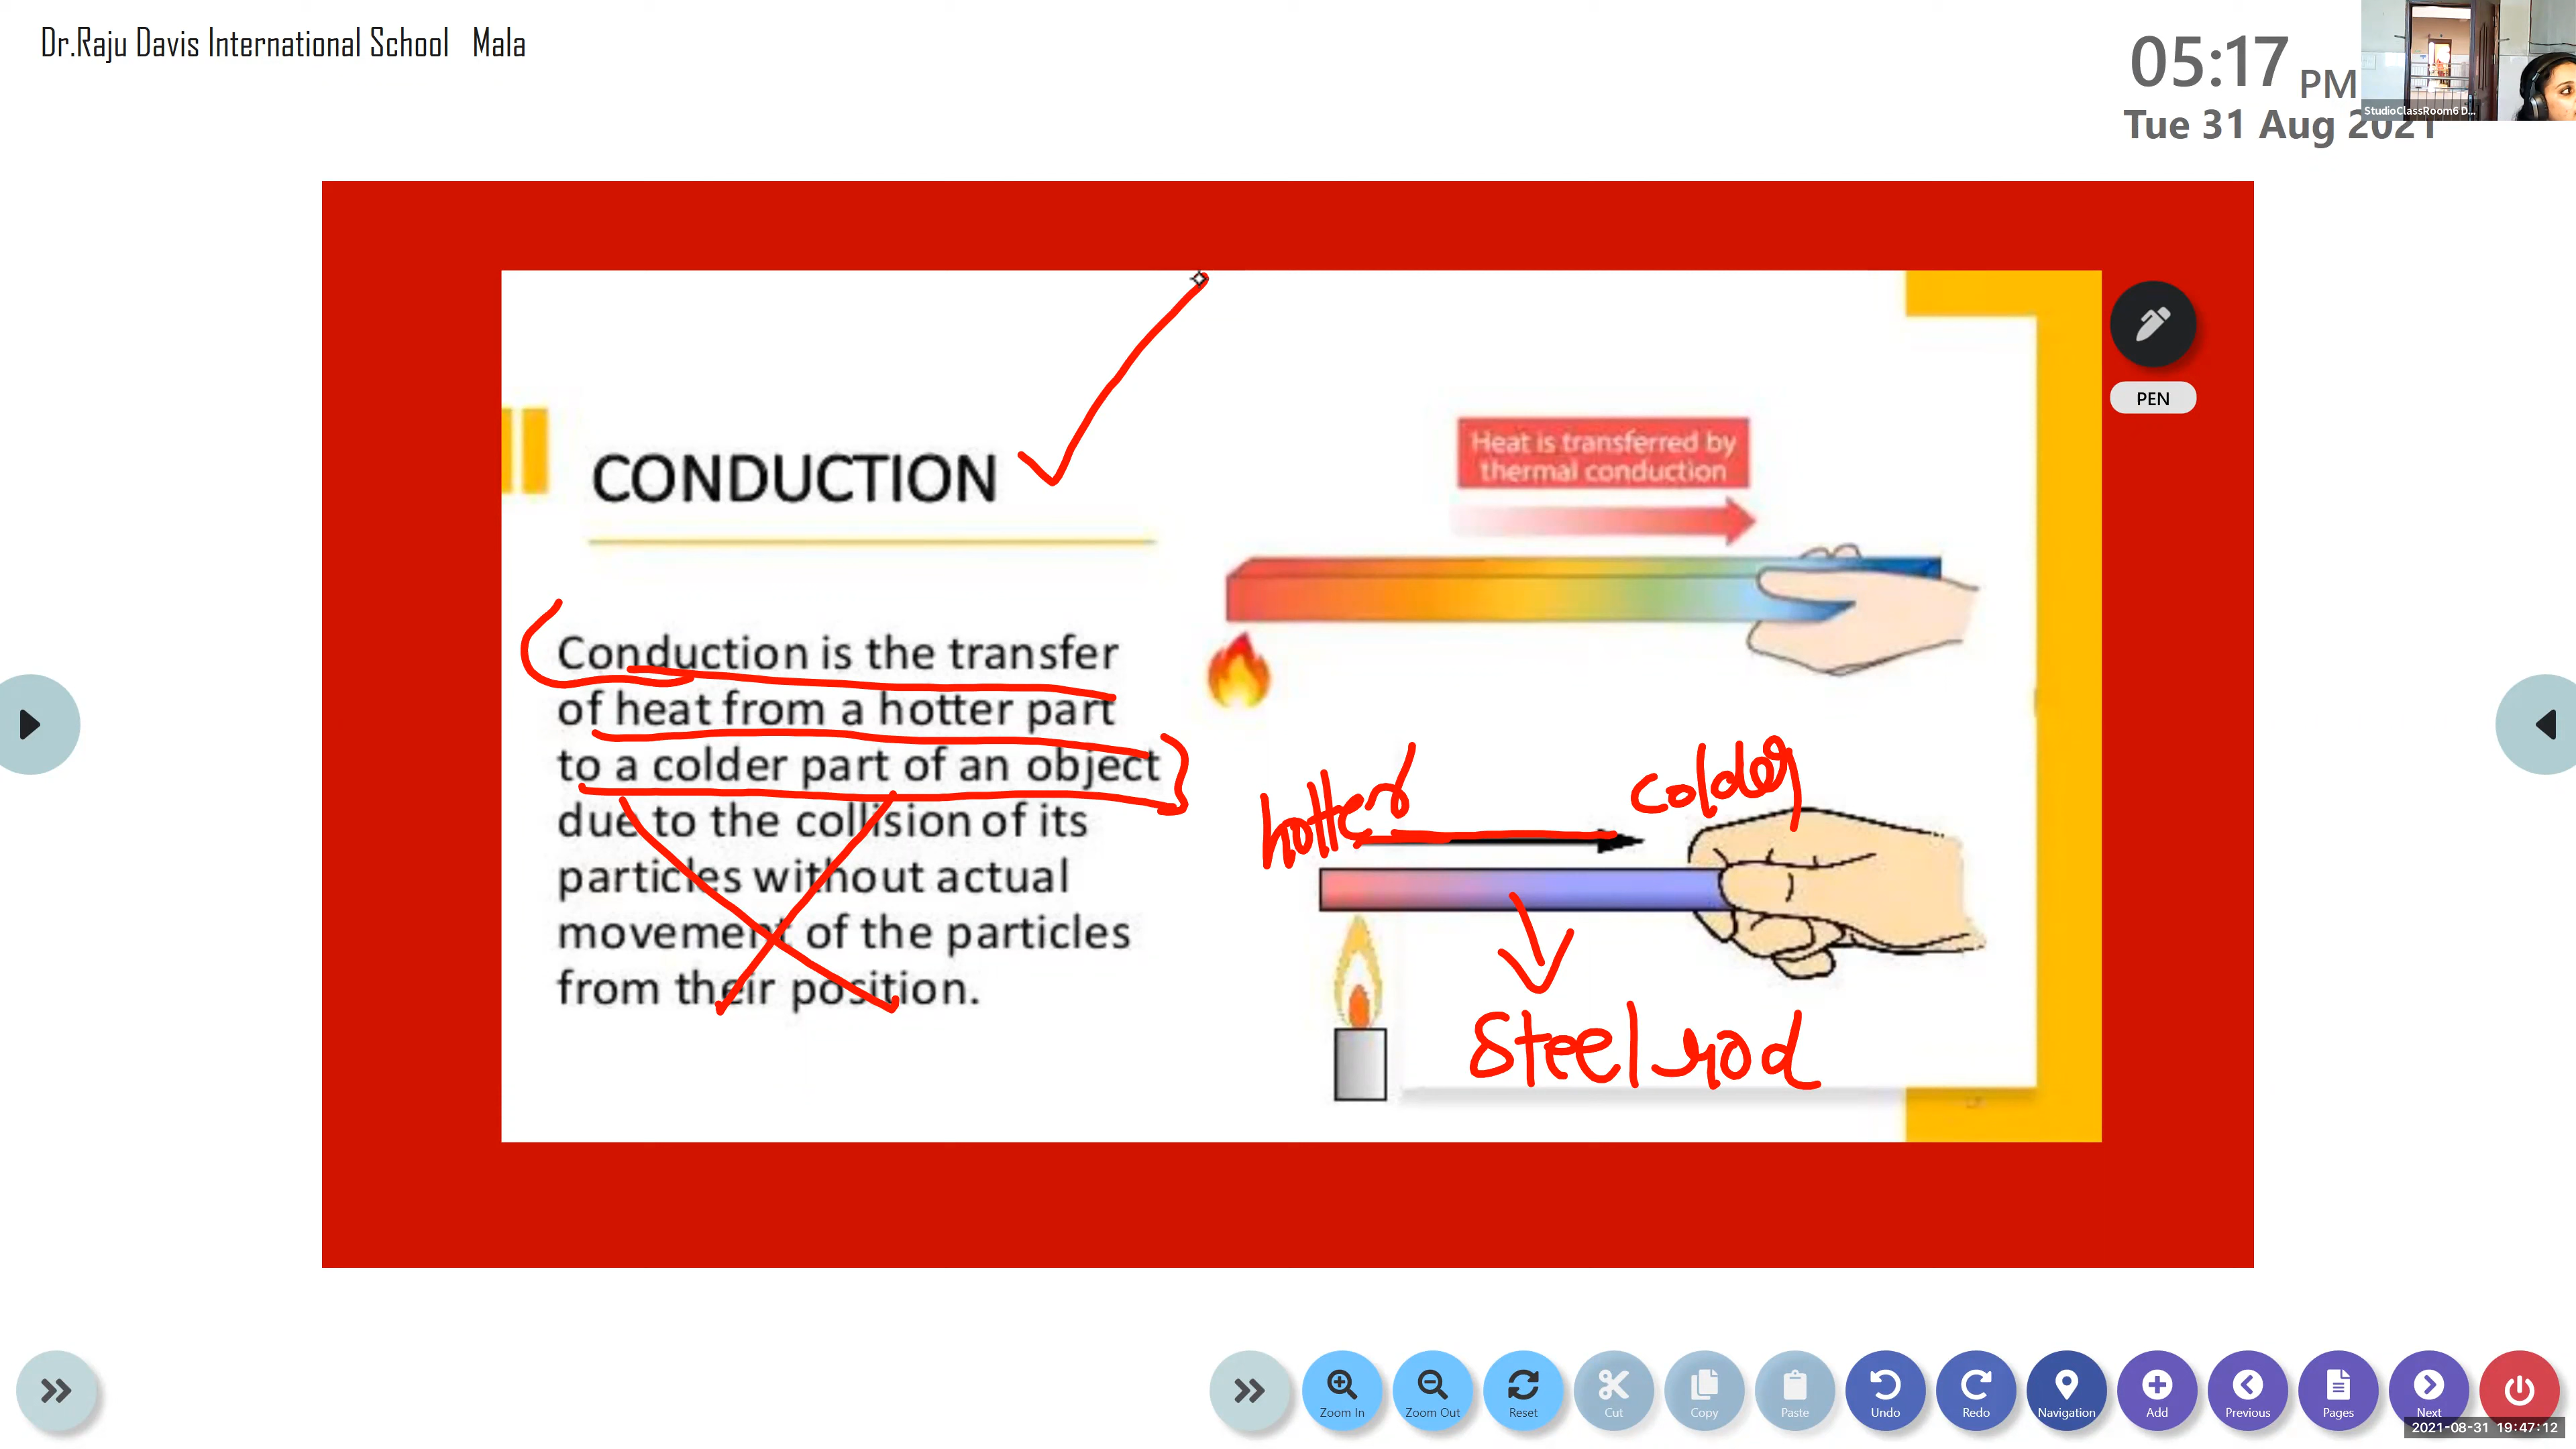 Dr.Raju Davis International School Mala
05:17 PM
Tue 31 Aug 2021
StudioClassRoom6 D...
PEN
CONDUCTION
Conduction is the transfer
of heat from a hotter part
to a colder part of an object
due to the collision of its
particles without actual
movement of the particles
from their position.
Heat is transferred by
thermal conduction
hotter
colder
Steel rod
Zoom In
Zoom Out
Reset
Cut
Copy
Paste
Undo
Redo
Navigation
Add
Previous
Pages
Next
2021-08-31 19:47:12